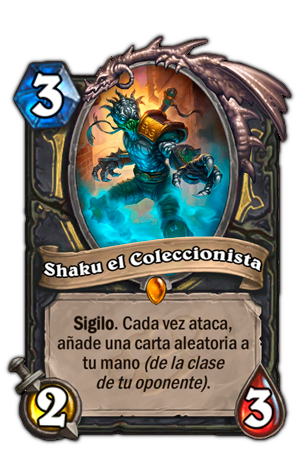 3
Shaku el Coleccionista
Sigilo. Cada vez ataca,
añade una carta aleatoria a
tu mano (de la clase
de tu oponente).
2
3